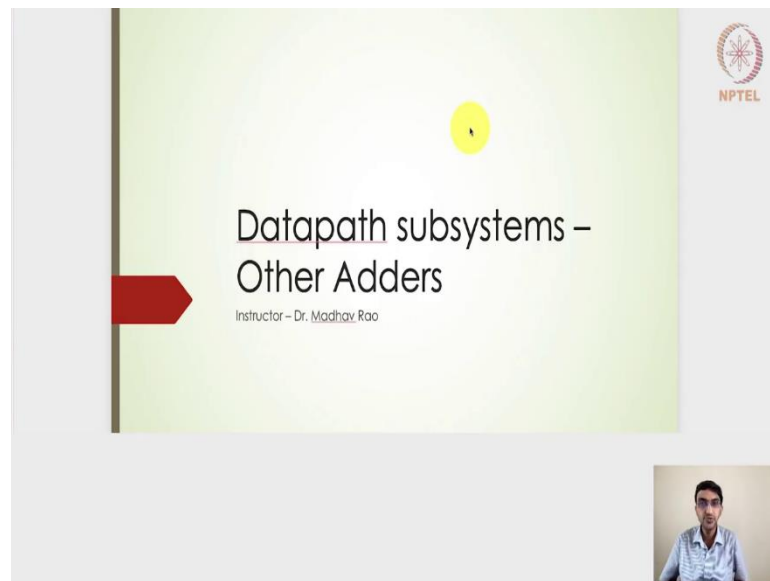 NPTEL
Datapath subsystems –
Other Adders
Instructor – Dr. Madhav Rao